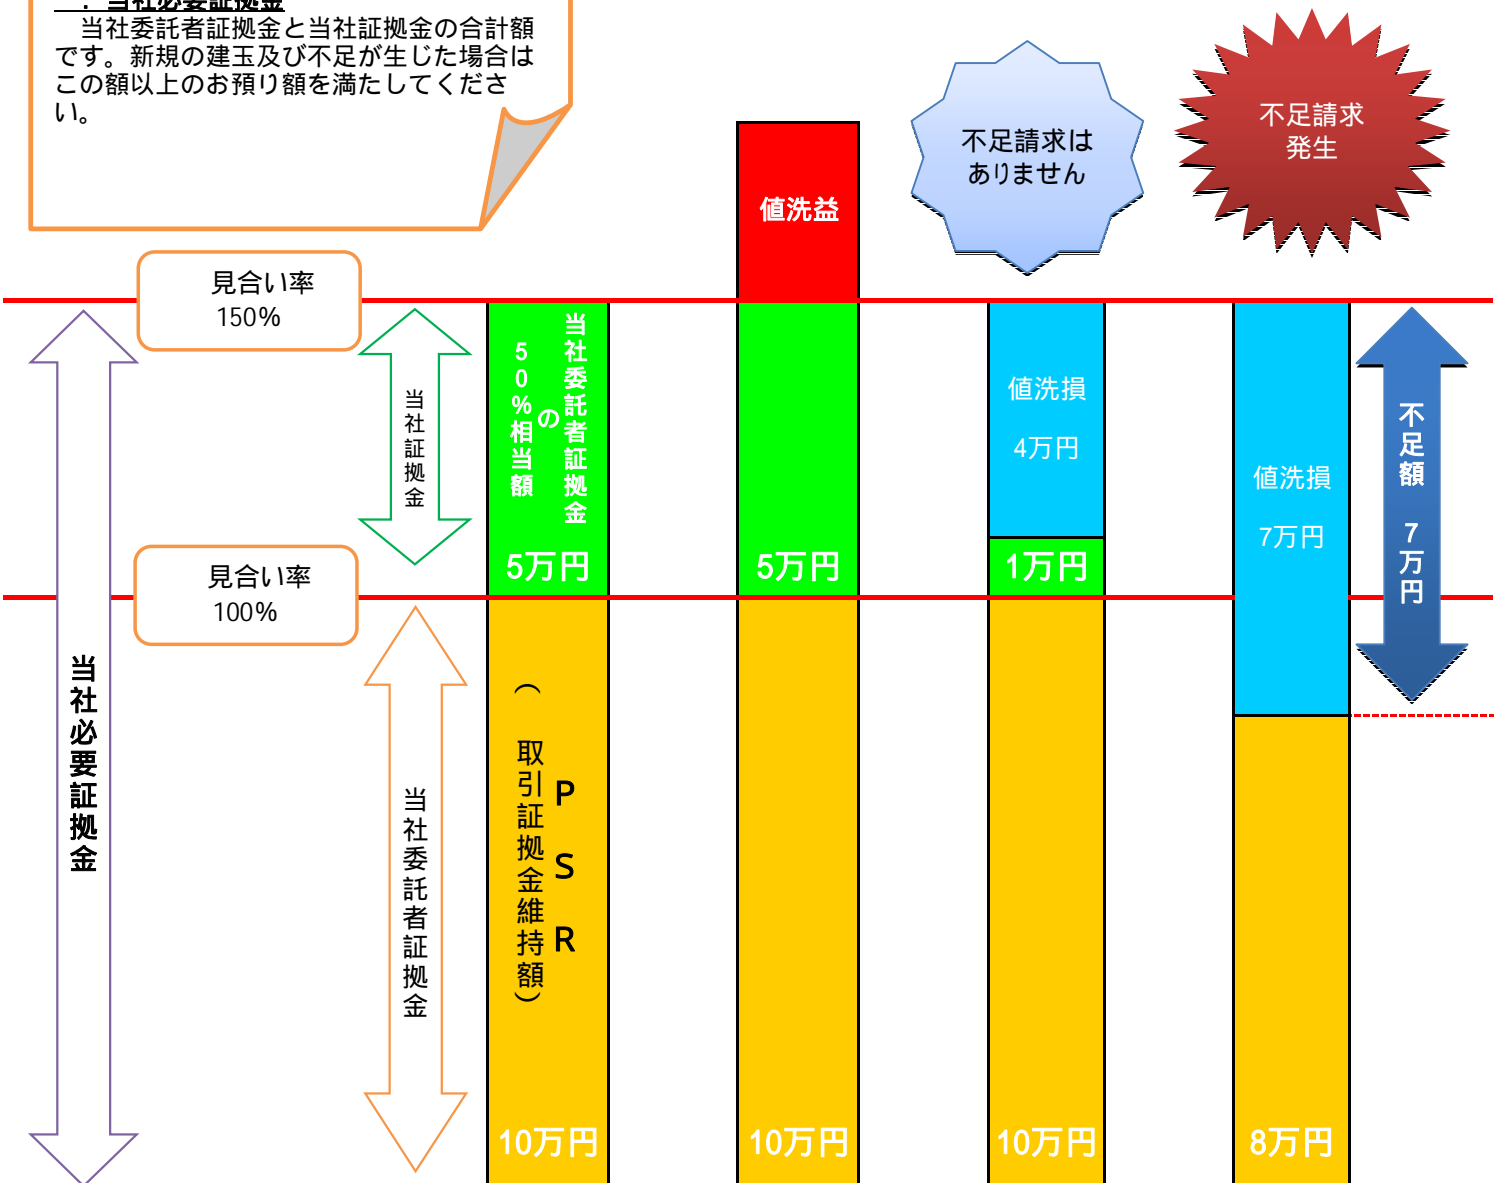 ．当社必要証拠金
当社委託者証拠金と当社証拠金の合計額
です。新規の建玉及び不足が生じた場合は
この額以上のお預り額を満たしてくださ
い。
不足請求は
ありません
不足請求
発生
値洗益
見合い率
150%
当社証拠金
当社委託者証拠金
の
50%相当額
5万円
5万円
値洗損
4万円
1万円
値洗損
7万円
不足額 7万円
見合い率
100%
当社必要証拠金
当社委託者証拠金
PSR
(取引証拠金維持額)
10万円
10万円
10万円
8万円